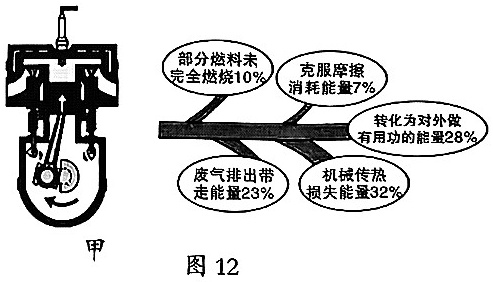 部分燃料未
完全燃烧10%
克服摩擦
消耗能量7%
转化为对外做
有用功的能量28%
废气排出带
走能量23%
机械传热
损失能量32%
甲
图 12